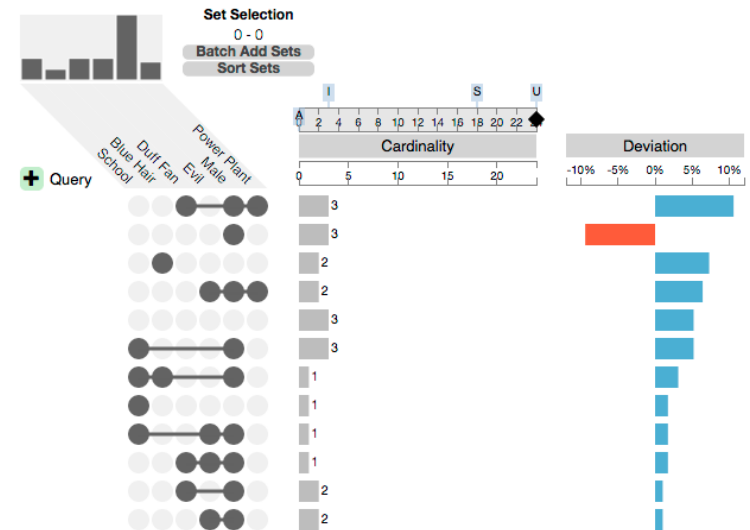 Set Selection
0 - 0
Batch Add Sets
Sort Sets
I S U
A
2 4 6 8 10 12 14 16 18 20 22
Cardinality Deviation
School
Blue Hair
Duff Fan
Evil
Male
Power Plant
Query
0 5 10 15 20
-10% -5% 0% 5% 10%
3
3
2
2
3
3
1
1
1
1
2
2